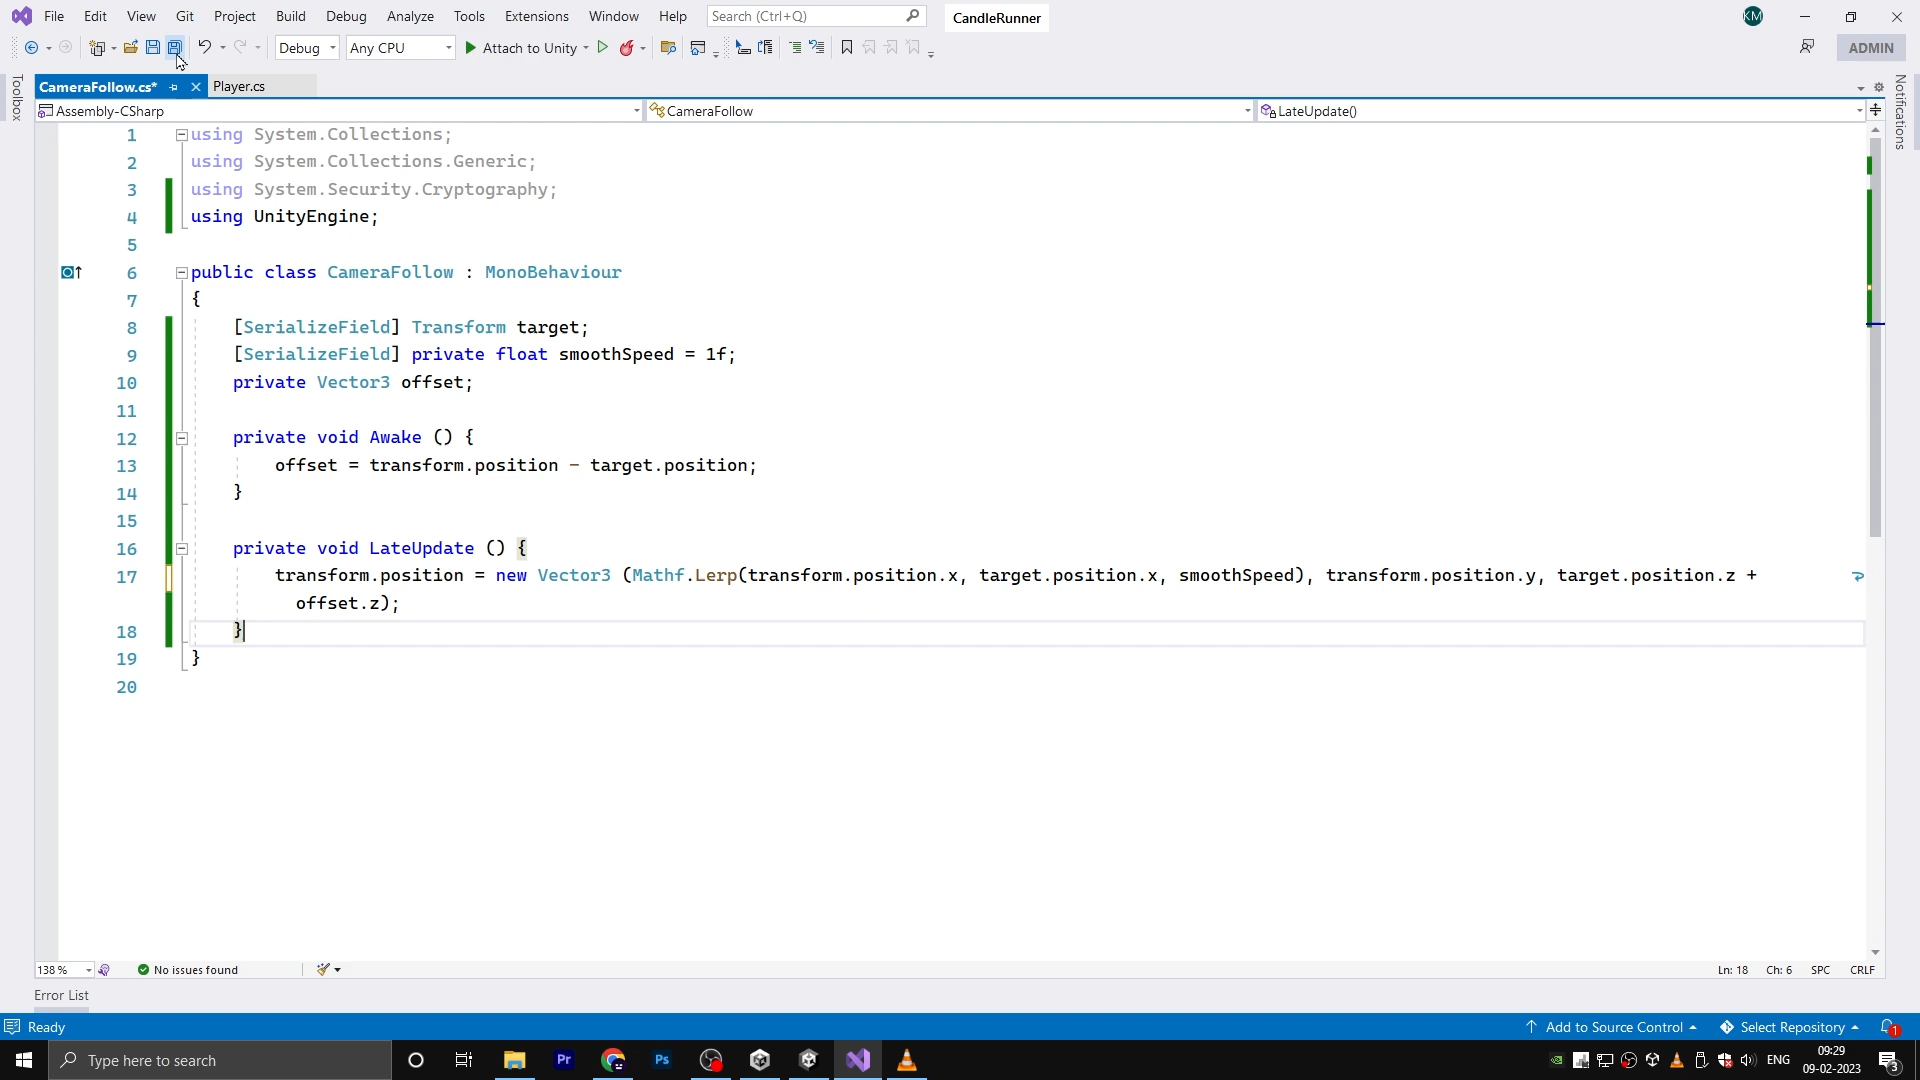 File Edit View Git Project Build Debug Analyze Tools Extensions Window Help Search (Ctrl+Q) CandleRunner KM
Debug Any CPU Attach to Unity ADMIN
Toolbox
CameraFollow.cs* Player.cs
Notifications
Assembly-CSharp CameraFollow LateUpdate()
1 using System.Collections;
2 using System.Collections.Generic;
3 using System.Security.Cryptography;
4 using UnityEngine;
5
6 public class CameraFollow : MonoBehaviour
7 {
8 [SerializeField] Transform target;
9 [SerializeField] private float smoothSpeed = 1f;
10 private Vector3 offset;
11
12 private void Awake () {
13 offset = transform.position - target.position;
14 }
15
16 private void LateUpdate () {
17 transform.position = new Vector3 (Mathf.Lerp(transform.position.x, target.position.x, smoothSpeed), transform.position.y, target.position.z +
offset.z);
18 }
19 }
20
138 % No issues found Ln: 18 Ch: 6 SPC CRLF
Error List
Ready Add to Source Control Select Repository 1
Type here to search Pr Ps ENG 09:29
09-02-2023 3